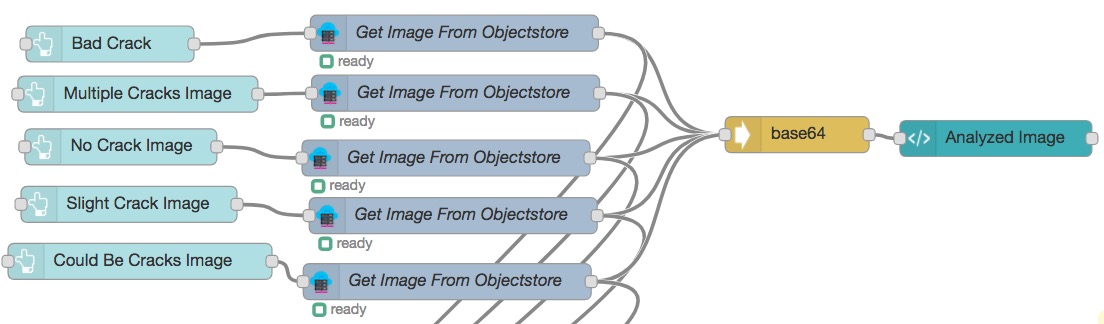 Bad Crack
Get Image From Objectstore
ready
Multiple Cracks Image
Get Image From Objectstore
ready
base64
Analyzed Image
No Crack Image
Get Image From Objectstore
ready
Slight Crack Image
Get Image From Objectstore
ready
Could Be Cracks Image
Get Image From Objectstore
ready